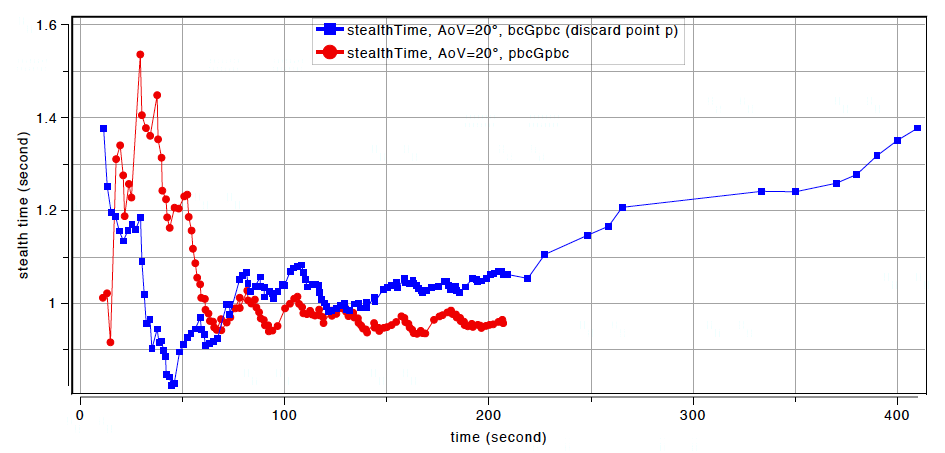 stealthTime, AoV=20°, bcGpbc (discard point p)
stealthTime, AoV=20°, pbcGpbc
stealth time (second)
1.6
1.4
1.2
1
0
100
200
300
400
time (second)